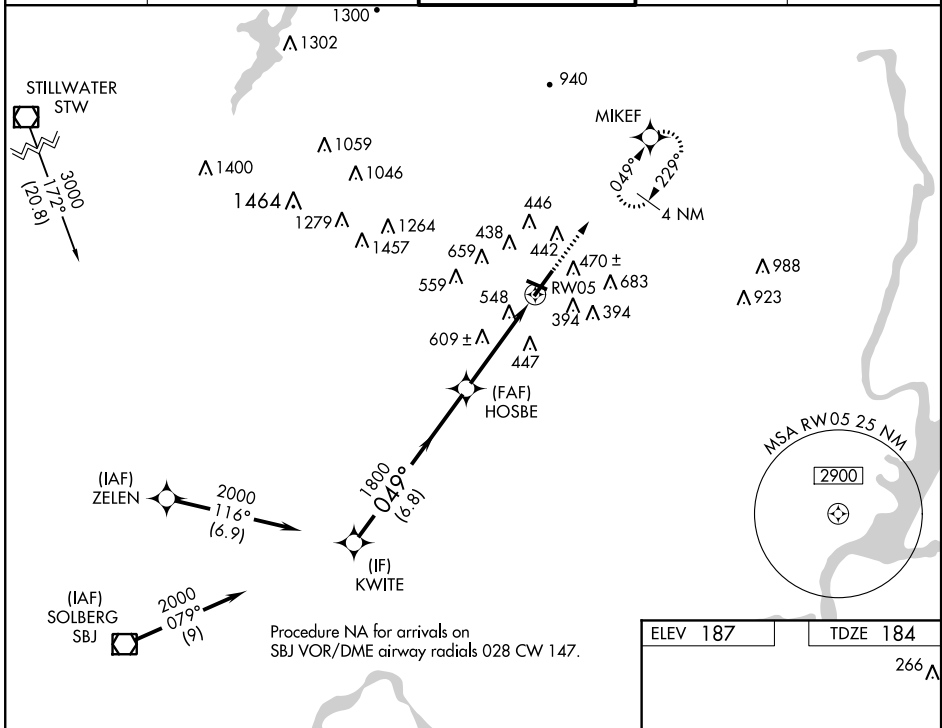 1300
1302
940
STILLWATER
STW
3000
172°
(20.8)
MIKEF
049°
229°
4 NM
1059
1400
1046
1464
1279
1264
1457
446
438
442
659
559
470 ±
683
988
923
RW05
548
394
394
609 ±
447
(FAF)
HOSBE
MSA RW05 25 NM
2900
1800
049°
(6.8)
(IAF)
ZELEN
2000
116°
(6.9)
(IF)
KWITE
(IAF)
SOLBERG
SBJ
2000
079°
(9)
Procedure NA for arrivals on
SBJ VOR/DME airway radials 028 CW 147.
ELEV 187
TDZE 184
266